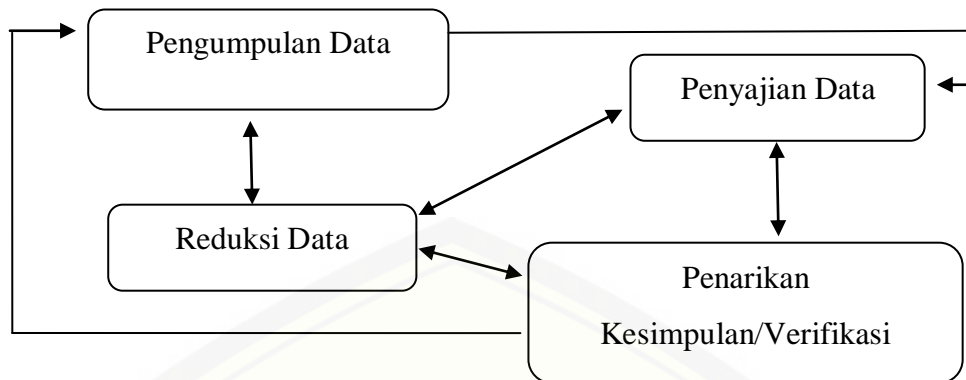 Pengumpulan Data
Penyajian Data
Reduksi Data
Penarikan
Kesimpulan/Verifikasi